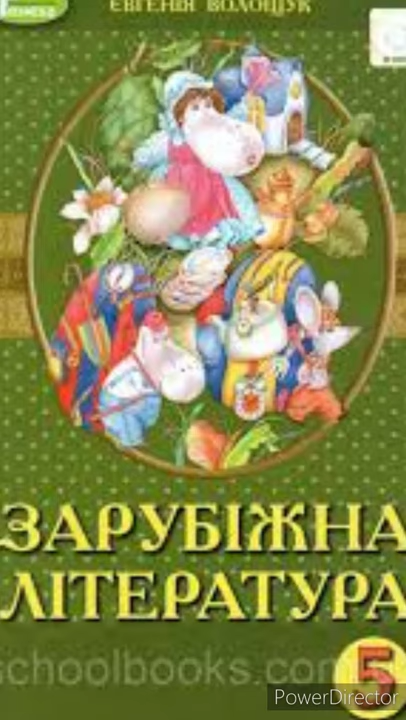 ЄВГЕНІЯ ВОЛОЩУК
ЗАРУБІЖНА
ЛІТЕРАТУРА
schoolbooks.com
5
PowerDirector